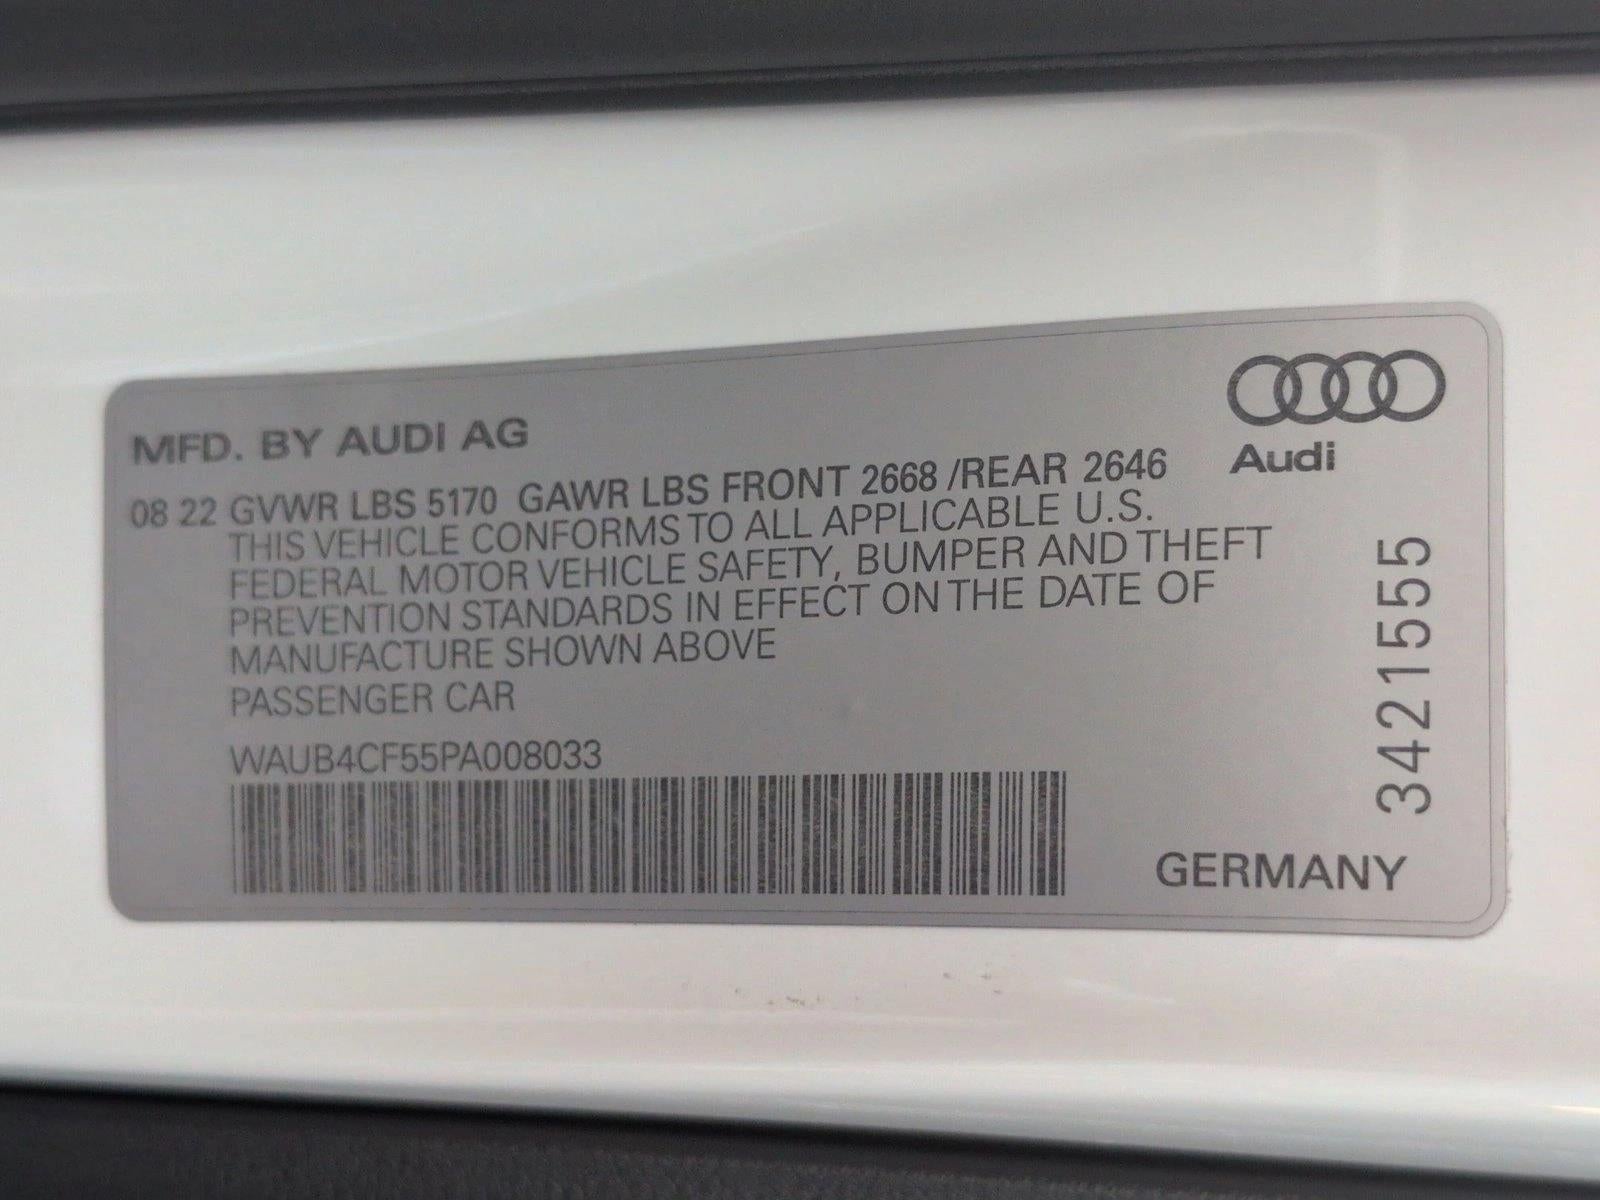 MFD. BY AUDI AG
Audi
08 22 GVWR LBS 5170 GAWR LBS FRONT 2668 /REAR 2646
THIS VEHICLE CONFORMS TO ALL APPLICABLE U.S.
FEDERAL MOTOR VEHICLE SAFETY, BUMPER AND THEFT
PREVENTION STANDARDS IN EFFECT ON THE DATE OF
MANUFACTURE SHOWN ABOVE
PASSENGER CAR
WAUB4CF55PA008033
3421555
GERMANY